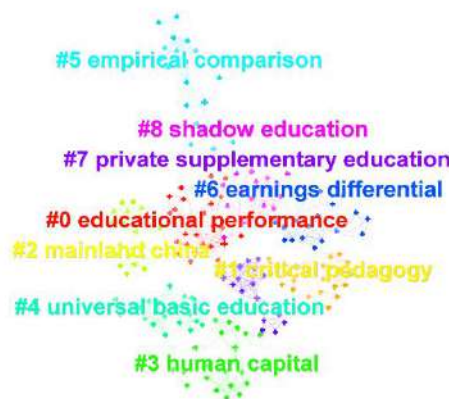 #5 empirical comparison
#8 shadow education
#7 private supplementary education
#6 earnings differential
#0 educational performance
#2 mainland china
#1 critical pedagogy
#4 universal basic education
#3 human capital